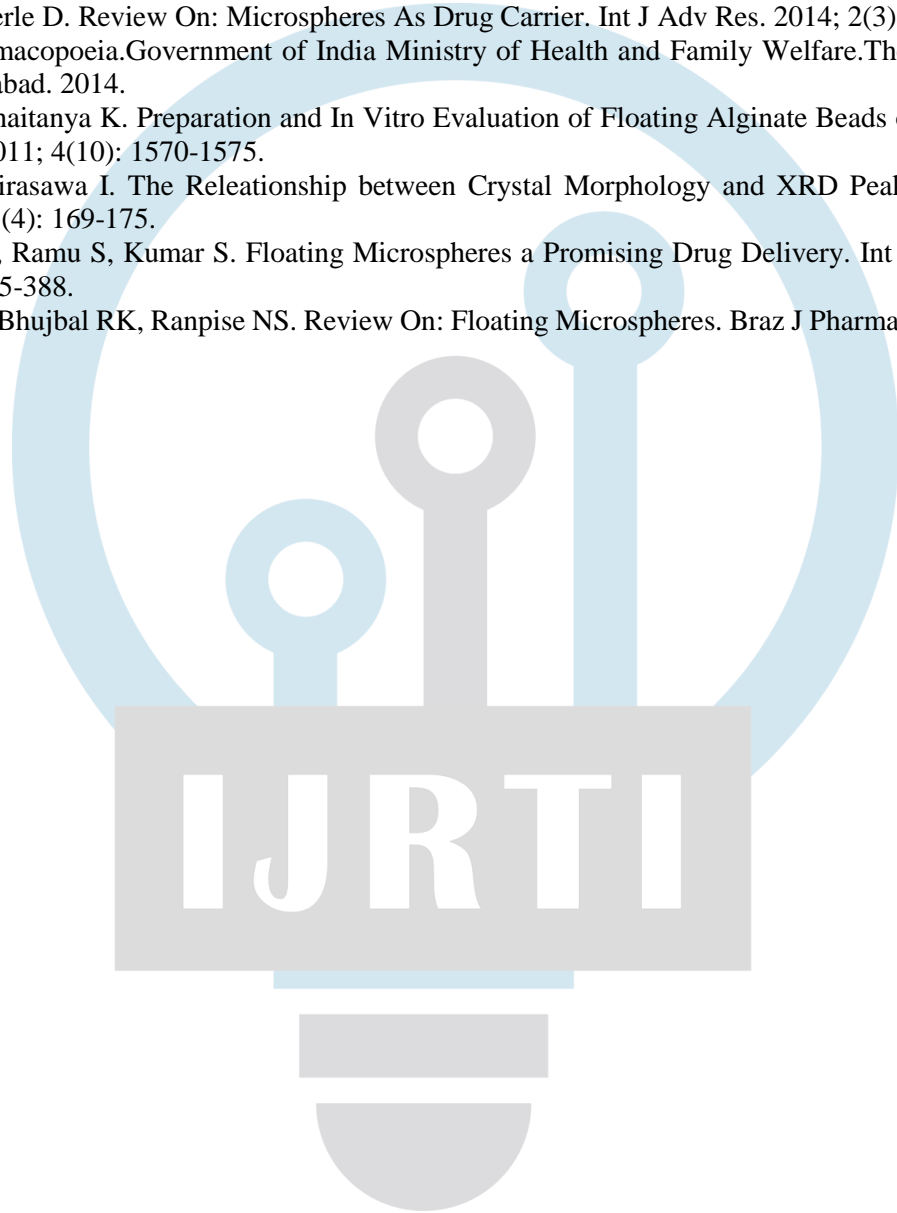 erle D. Review On: Microspheres As Drug Carrier. Int J Adv Res. 2014; 2(3)
macopoeia.Government of India Ministry of Health and Family Welfare.Th
abad. 2014.
haitanya K. Preparation and In Vitro Evaluation of Floating Alginate Beads
011; 4(10): 1570-1575.
irasawa I. The Releationship between Crystal Morphology and XRD Peak
(4): 169-175.
, Ramu S, Kumar S. Floating Microspheres a Promising Drug Delivery. Int
5-388.
Bhujbal RK, Ranpise NS. Review On: Floating Microspheres. Braz J Pharma
IJRTI